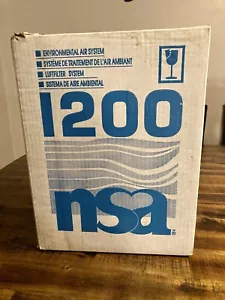 ENVIRONMENTAL AIR SYSTEM
SYSTÈME DE TRAITEMENT DE L'AIR AMBIANT
LUFTFILTER SYSTEM
SISTEMA DE AIRE AMBIENTAL
1200
nsa